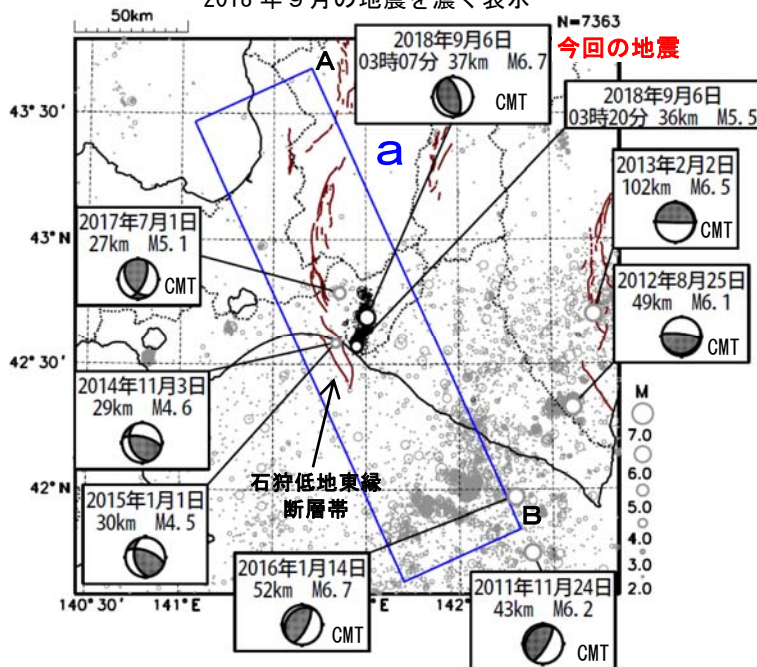 2018年9月の地震を濃く表示
50km
N=7363
今回の地震
2018年9月6日
03時07分 37km M6.7
CMT
2018年9月6日
03時20分 36km M5.5
2013年2月2日
102km M6.5
CMT
2012年8月25日
49km M6.1
CMT
2017年7月1日
27km M5.1
CMT
2014年11月3日
29km M4.6
2015年1月1日
30km M4.5
2016年1月14日
52km M6.7
CMT
2011年11月24日
43km M6.2
CMT
石狩低地東縁
断層帯
A
a
B
43°30'
43°N
42°30'
42°N
140°30'
141°E
142°
M
7.0
6.0
5.0
4.0
3.0
2.0